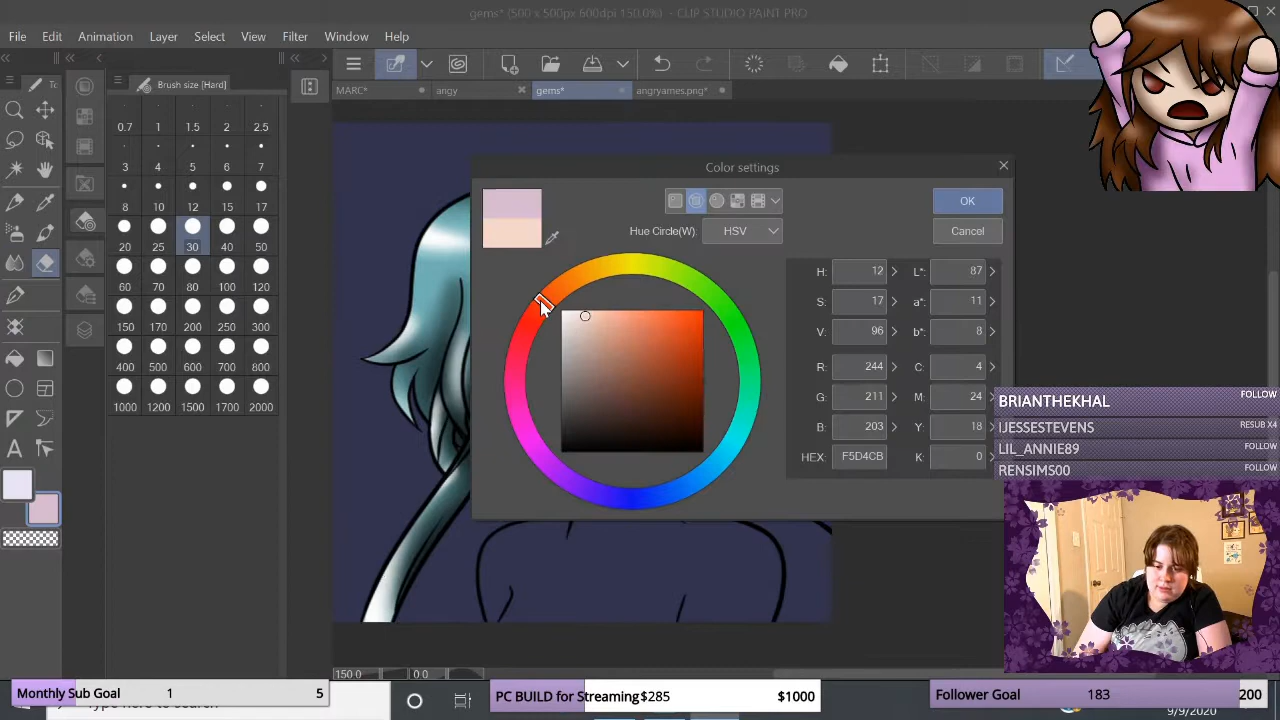 gems* (500 x 500px 600dpi 150.0%) - CLIP STUDIO PAINT PRO
File Edit Animation Layer Select View Filter Window Help
Tc Brush size [Hard]
MARC* angy gems* angryames.png*
0.7 1 1.5 2 2.5
3 4 5 6 7
8 10 12 15 17
20 25 30 40 50
60 70 80 100 120
150 170 200 250 300
400 500 600 700 800
1000 1200 1500 1700 2000
Color settings
OK
Hue Circle(W): HSV Cancel
H: 12 L*: 87
S: 17 a*: 11
V: 96 b*: 8
R: 244 C: 4
G: 211 M: 24
B: 203 Y: 18
HEX: F5D4CB K: 0
BRIANTHEKHAL FOLLOW
IJESSESTEVENS RESUB X4
LIL_ANNIE89 FOLLOW
RENSIMS00 FOLLOW
150.0 0.0
Monthly Sub Goal 1 5
PC BUILD for Streaming $285 $1000
Follower Goal 183 200
Type here to search
9/9/2020